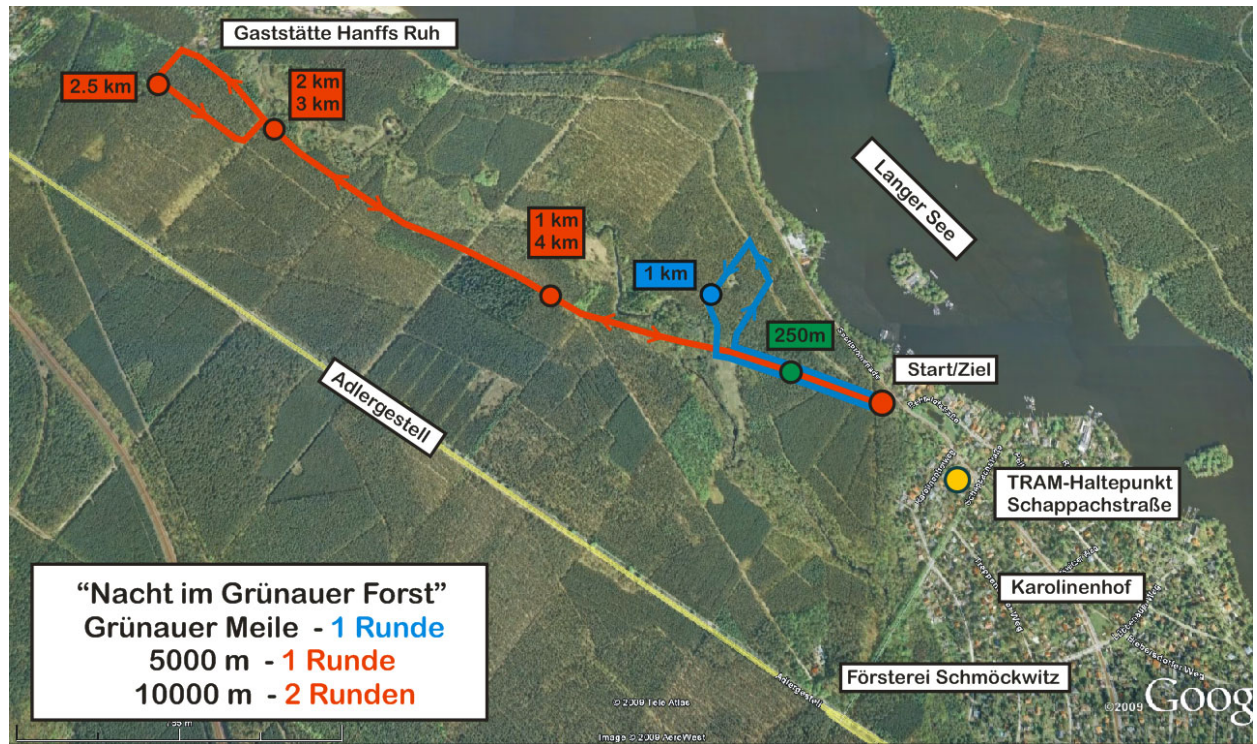 Gaststätte Hanffs Ruh
2.5 km
2 km
3 km
Langer See
1 km
4 km
1 km
250m
Start/Ziel
Adlergestell
TRAM-Haltepunkt
Schappachstraße
Karolinenhof
"Nacht im Grünauer Forst"
Grünauer Meile - 1 Runde
5000 m - 1 Runde
10000 m - 2 Runden
Försterei Schmöckwitz
Adlergestell
© 2009 Tele Atlas
Image © 2009 AeroWest
©2009 Goog